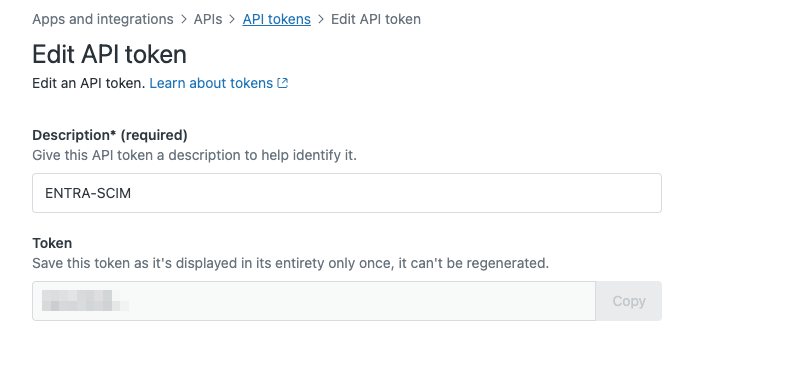 Apps and integrations > APIs > API tokens > Edit API token
Edit API token
Edit an API token. Learn about tokens
Description* (required)
Give this API token a description to help identify it.
ENTRA-SCIM
Token
Save this token as it's displayed in its entirety only once, it can't be regenerated.
Copy